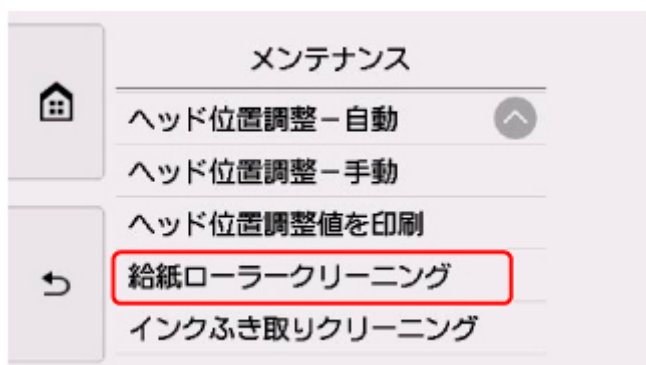 メンテナンス
ヘッド位置調整－自動
ヘッド位置調整－手動
ヘッド位置調整値を印刷
給紙ローラークリーニング
インクふき取りクリーニング